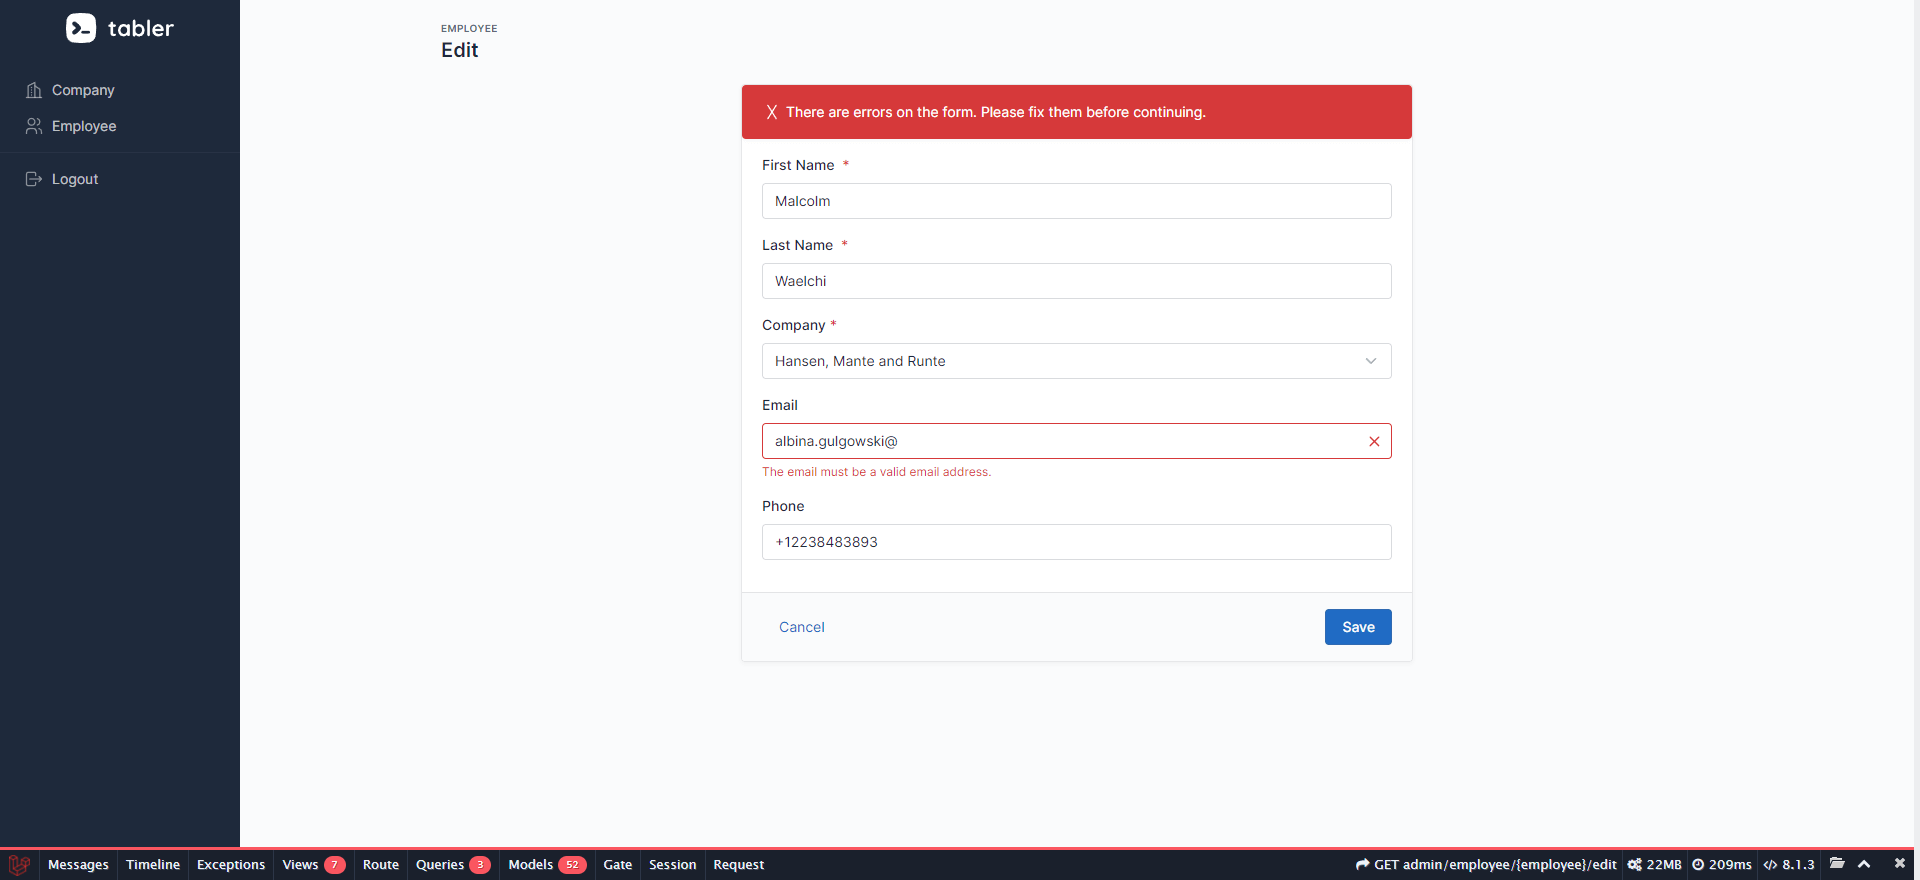 tabler
Company
Employee
Logout
EMPLOYEE
Edit
There are errors on the form. Please fix them before continuing.
First Name *
Malcolm
Last Name *
Waelchi
Company *
Hansen, Mante and Runte
Email
albina.gulgowski@
The email must be a valid email address.
Phone
+12238483893
Cancel
Save
Messages Timeline Exceptions Views 7 Route Queries 3 Models 52 Gate Session Request GET admin/employee/{employee}/edit 22MB 209ms 8.1.3